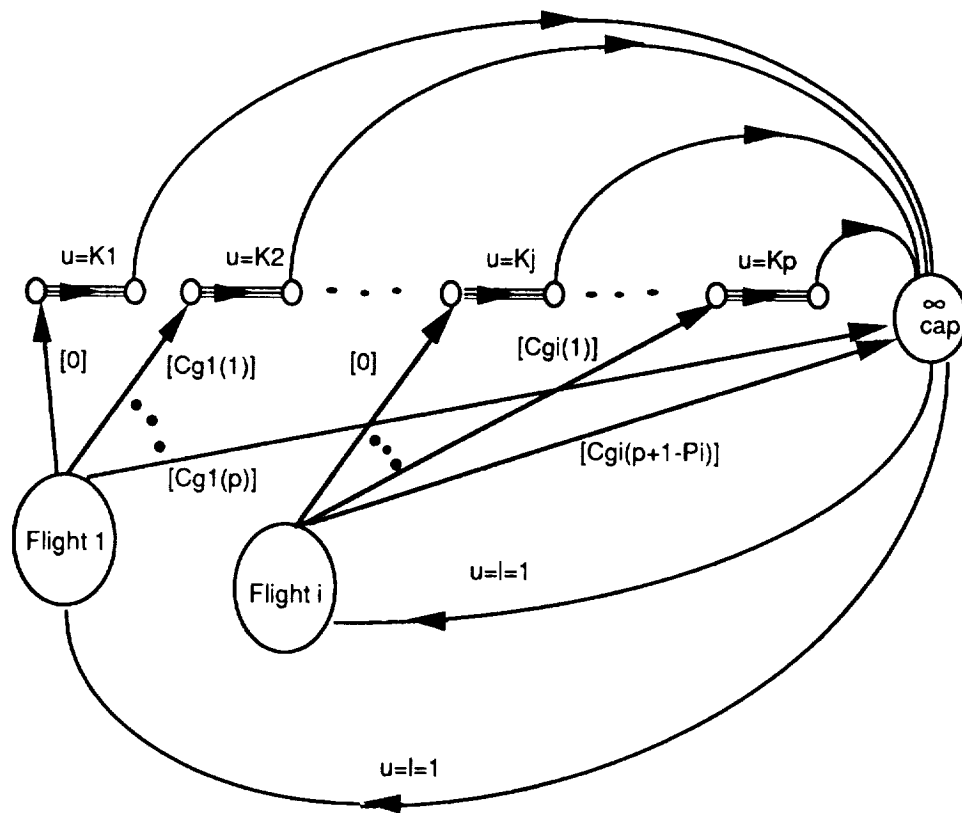 u=K1
u=K2
u=Kj
u=Kp
∞
cap
[0]
[Cg1(1)]
[0]
[Cgi(1)]
[Cg1(p)]
[Cgi(p+1-Pi)]
Flight 1
Flight i
u=l=1
u=l=1